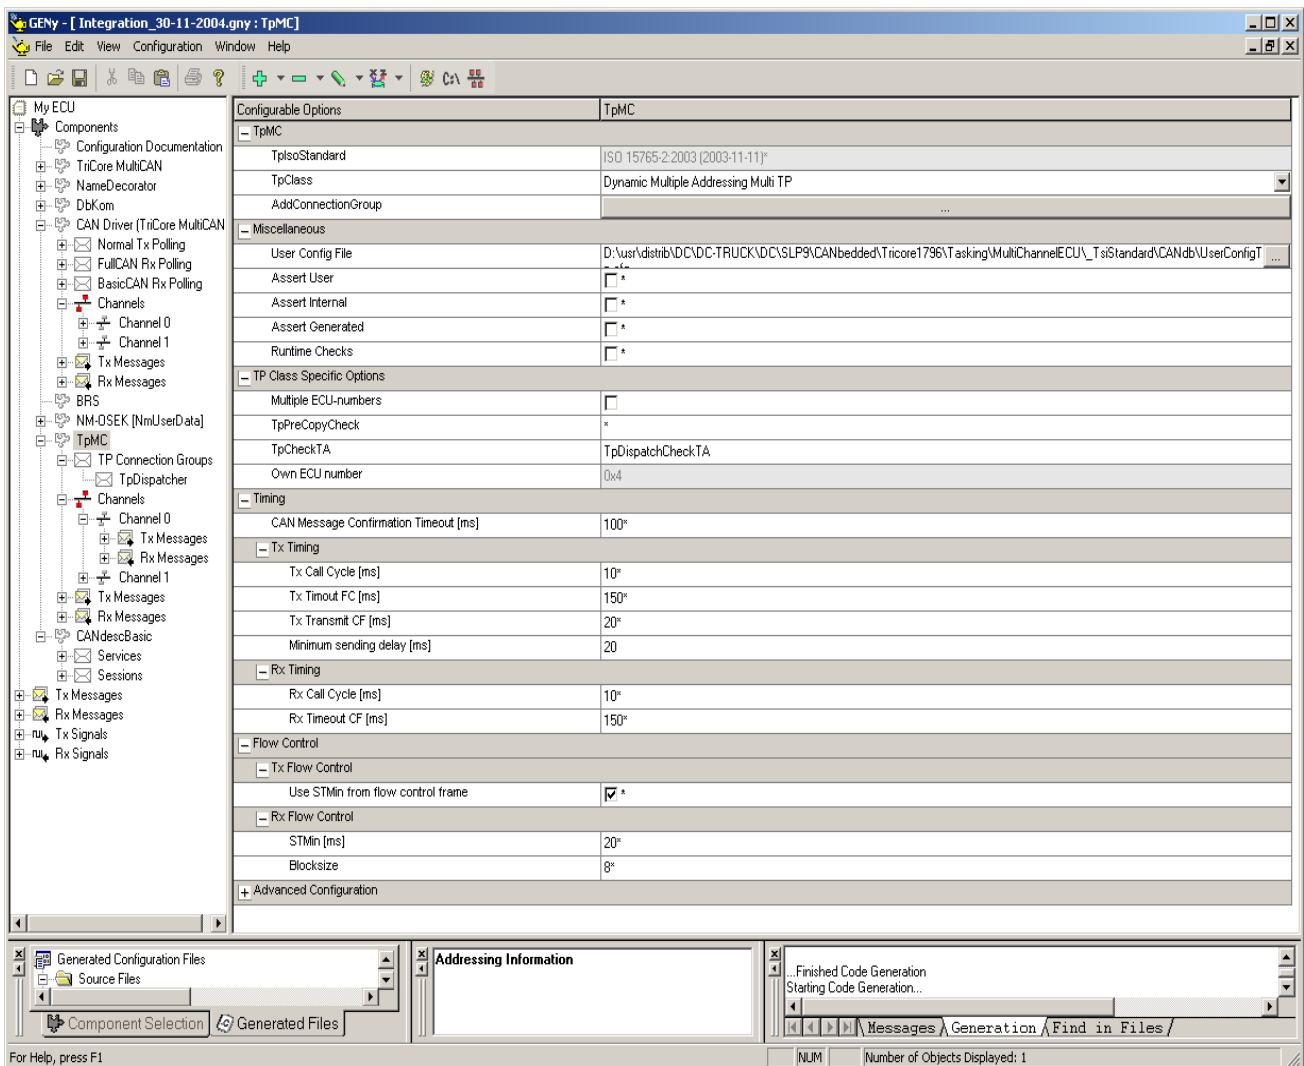 GENy - [ Integration_30-11-2004.gny : TpMC]
File Edit View Configuration Window Help
C:\
My ECU
Components
Configuration Documentation
TriCore MultiCAN
NameDecorator
DbKom
CAN Driver (TriCore MultiCAN
Normal Tx Polling
FullCAN Rx Polling
BasicCAN Rx Polling
Channels
Channel 0
Channel 1
Tx Messages
Rx Messages
BRS
NM-OSEK [NmUserData]
TpMC
TP Connection Groups
TpDispatcher
Channels
Channel 0
Tx Messages
Rx Messages
Channel 1
Tx Messages
Rx Messages
CANdescBasic
Services
Sessions
Tx Messages
Rx Messages
Tx Signals
Rx Signals
Configurable Options TpMC
TpMC
TpIsoStandard ISO 15765-2:2003 (2003-11-11)*
TpClass Dynamic Multiple Addressing Multi TP
AddConnectionGroup ...
Miscellaneous
User Config File D:\usr\distrib\DC\DC-TRUCK\DC\SLP9\CANbedded\Tricore1796\Tasking\MultiChannelECU\_TsiStandard\CANdb\UserConfigT ...
Assert User *
Assert Internal *
Assert Generated *
Runtime Checks *
TP Class Specific Options
Multiple ECU-numbers
TpPreCopyCheck *
TpCheckTA TpDispatchCheckTA
Own ECU number 0x4
Timing
CAN Message Confirmation Timeout [ms] 100*
Tx Timing
Tx Call Cycle [ms] 10*
Tx Timout FC [ms] 150*
Tx Transmit CF [ms] 20*
Minimum sending delay [ms] 20
Rx Timing
Rx Call Cycle [ms] 10*
Rx Timeout CF [ms] 150*
Flow Control
Tx Flow Control
Use STMin from flow control frame *
Rx Flow Control
STMin [ms] 20*
Blocksize 8*
Advanced Configuration
Generated Configuration Files
Source Files
Component Selection Generated Files
Addressing Information
...Finished Code Generation
Starting Code Generation...
Messages Generation Find in Files
For Help, press F1 NUM Number of Objects Displayed: 1